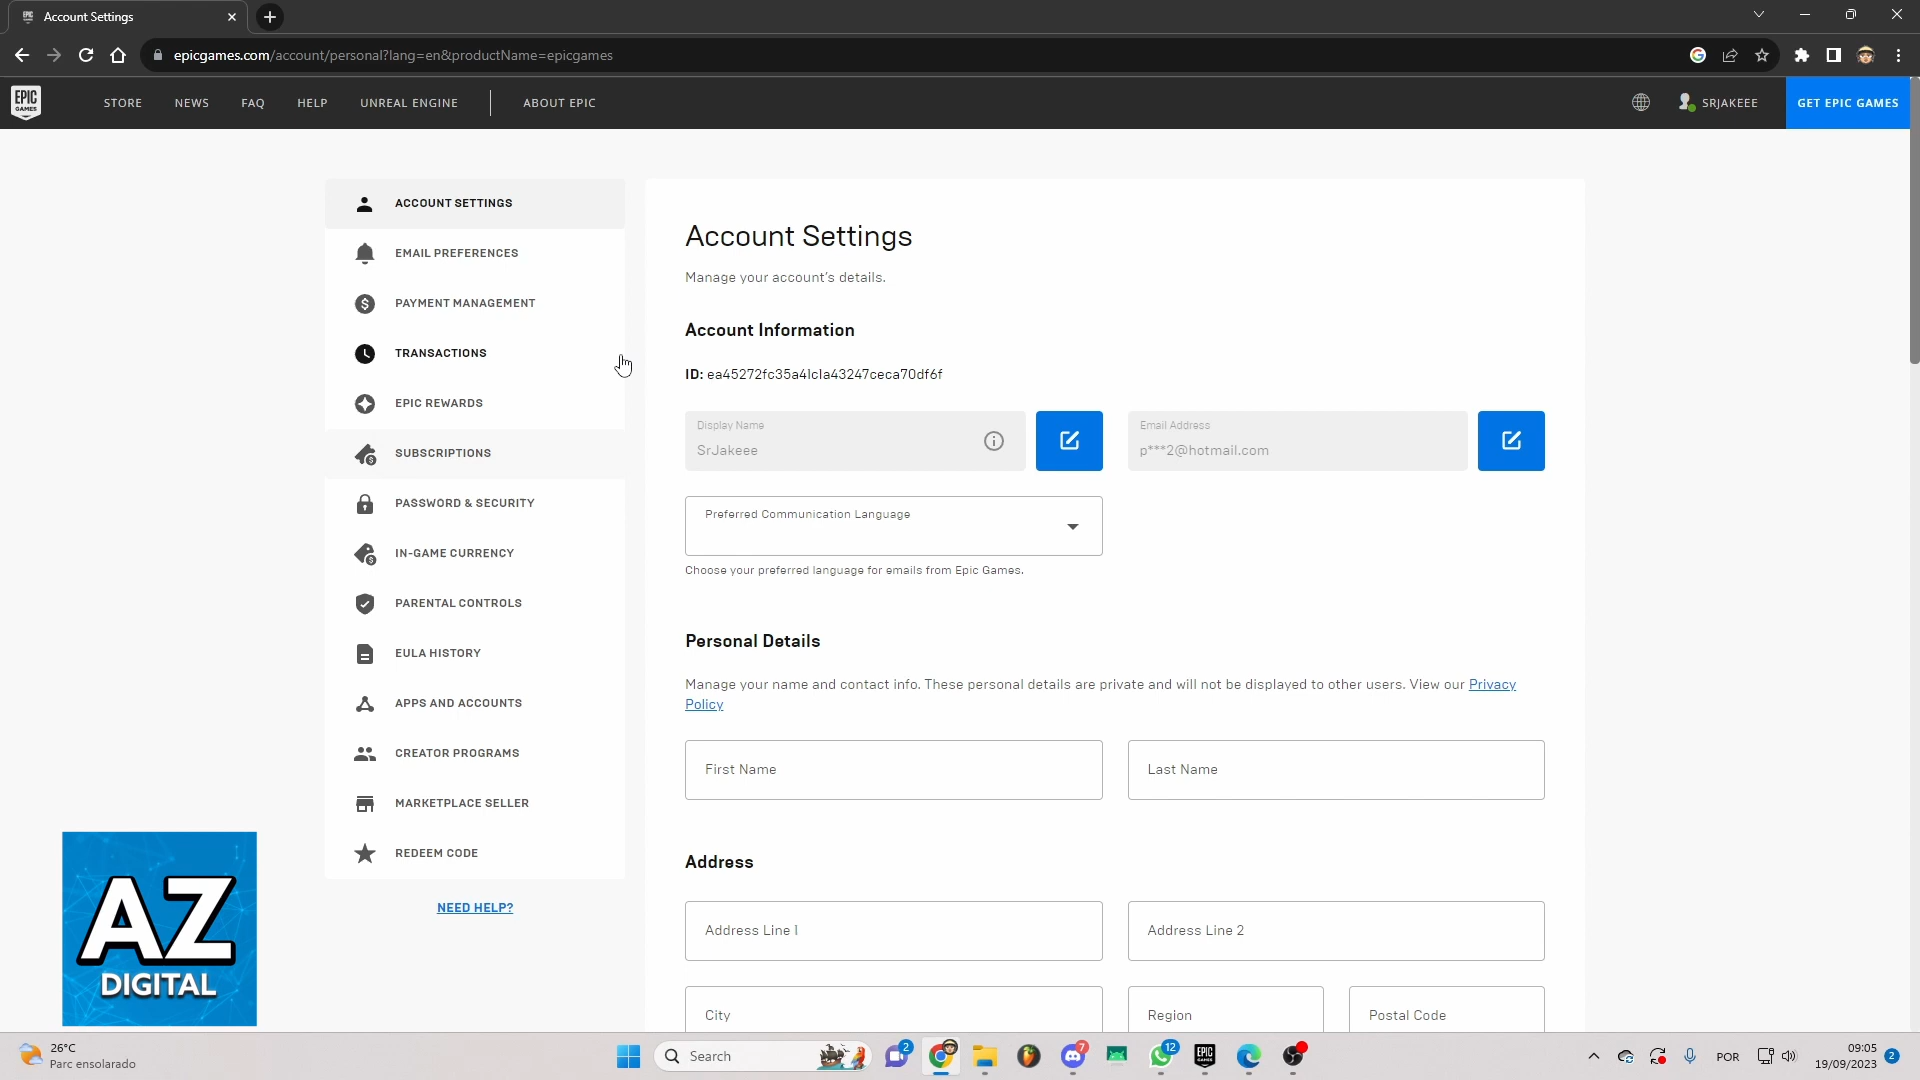 Account Settings
epicgames.com/account/personal?lang=en&productName=epicgames
EPIC
GAMES
STORE
NEWS
FAQ
HELP
UNREAL ENGINE
ABOUT EPIC
SRJAKEEE
GET EPIC GAMES
ACCOUNT SETTINGS
EMAIL PREFERENCES
PAYMENT MANAGEMENT
TRANSACTIONS
EPIC REWARDS
SUBSCRIPTIONS
PASSWORD & SECURITY
IN-GAME CURRENCY
PARENTAL CONTROLS
EULA HISTORY
APPS AND ACCOUNTS
CREATOR PROGRAMS
MARKETPLACE SELLER
REDEEM CODE
NEED HELP?
Account Settings
Manage your account's details.
Account Information
ID: ea45272fc35a41c1a43247ceca70df6f
Display Name
SrJakeee
Email Address
p***2@hotmail.com
Preferred Communication Language
Choose your preferred language for emails from Epic Games.
Personal Details
Manage your name and contact info. These personal details are private and will not be displayed to other users. View our Privacy
Policy
First Name
Last Name
Address
Address Line 1
Address Line 2
City
Region
Postal Code
AZ
DIGITAL
26°C
Parc ensolarado
Search
2
7
12
EPIC
POR
09:05
19/09/2023
2